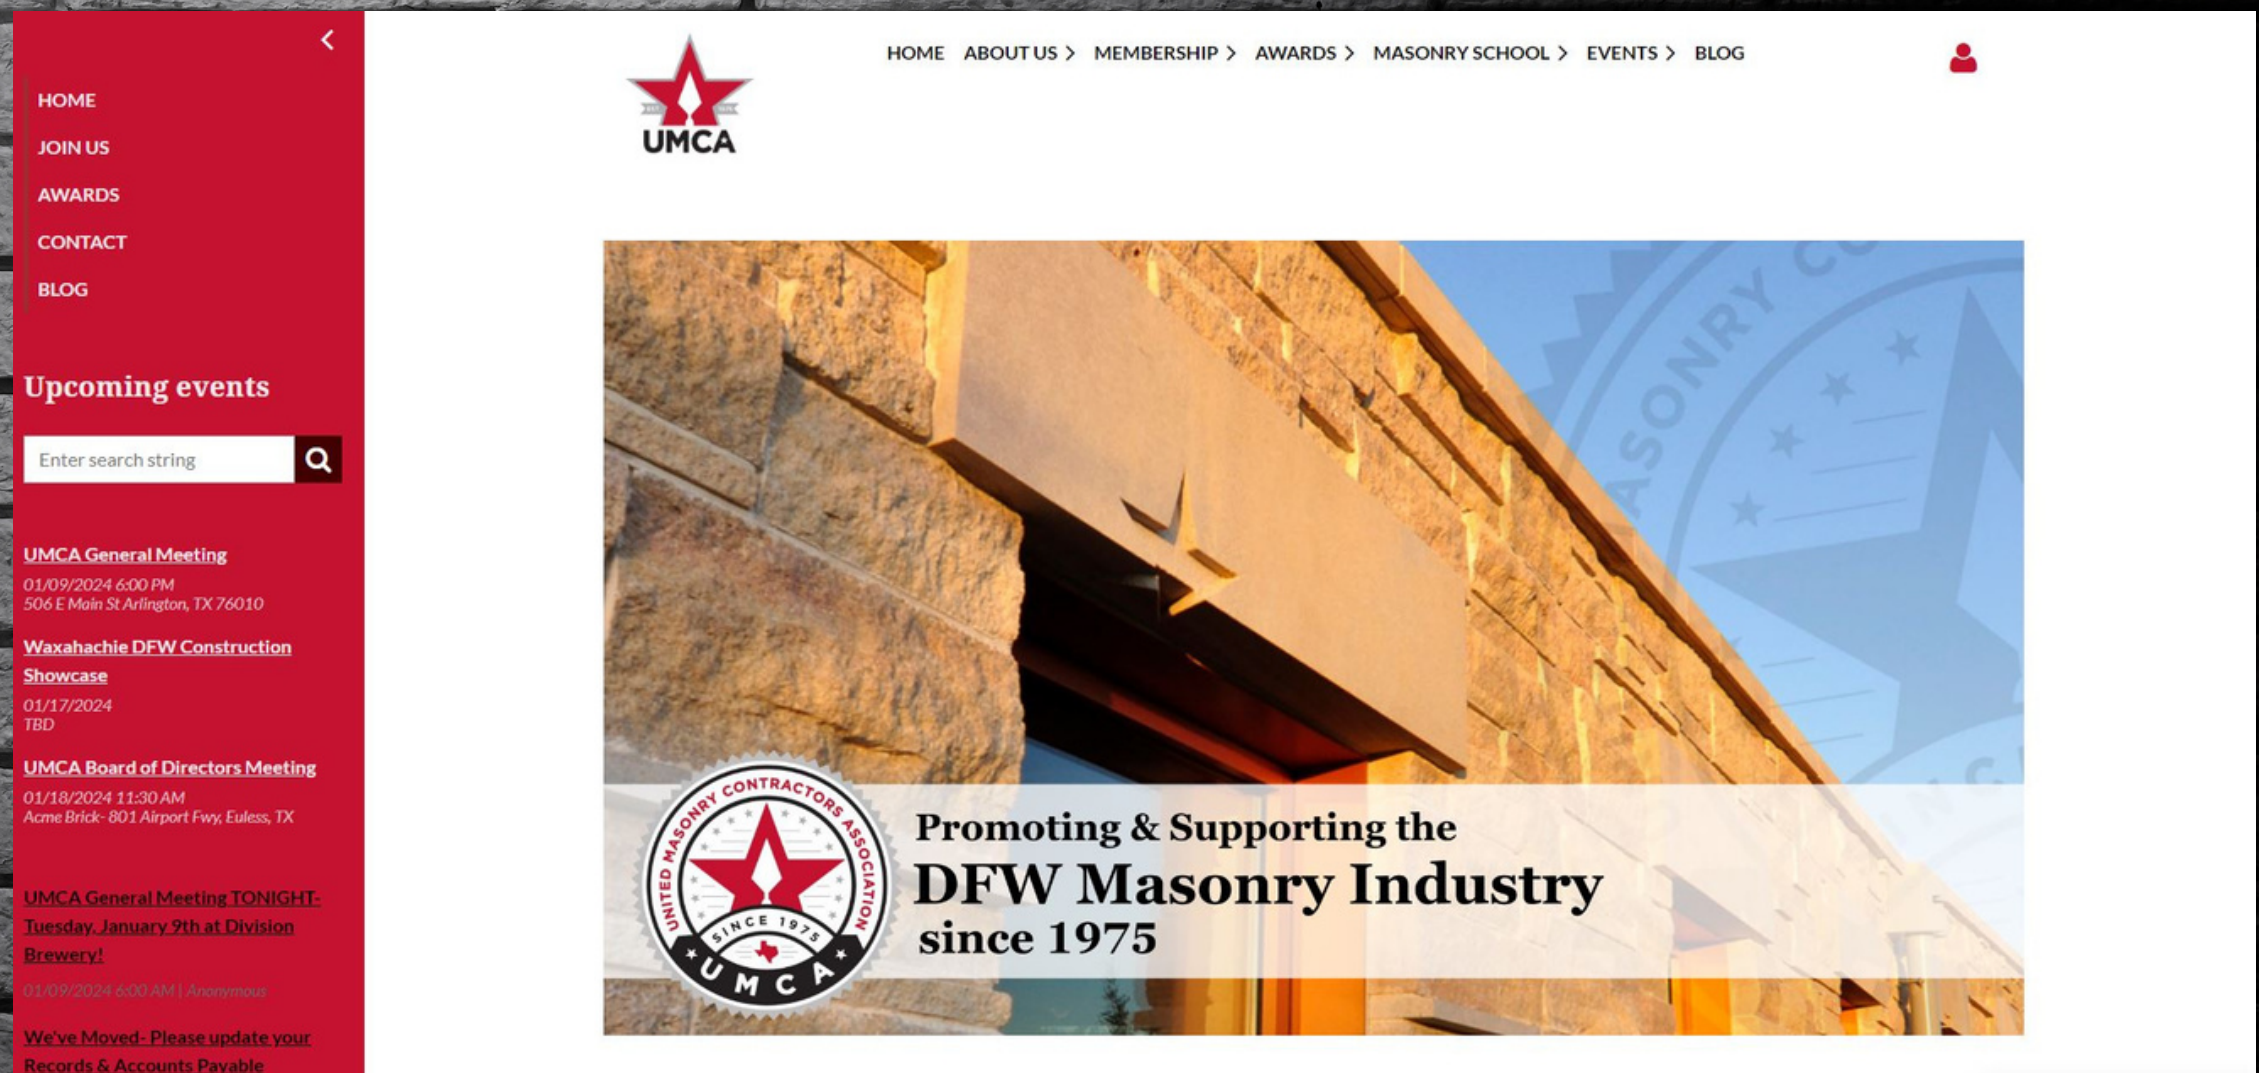 HOME
JOIN US
AWARDS
CONTACT
BLOG
Upcoming events
Enter search string
UMCA General Meeting
01/09/2024 6:00 PM
506 E Main St Arlington, TX 76010
Waxahachie DFW Construction
Showcase
01/17/2024
TBD
UMCA Board of Directors Meeting
01/18/2024 11:30 AM
Acme Brick- 801 Airport Fwy, Euless, TX
UMCA General Meeting TONIGHT-
Tuesday, January 9th at Division
Brewery!
01/09/2024 6:00 AM | Anonymous
We've Moved- Please update your
Records & Accounts Payable
UMCA
HOME ABOUT US > MEMBERSHIP > AWARDS > MASONRY SCHOOL > EVENTS > BLOG
MASONRY CO
INC
UNITED MASONRY CONTRACTORS ASSOCIATION
SINCE 1975
UMCA
Promoting & Supporting the
DFW Masonry Industry
since 1975